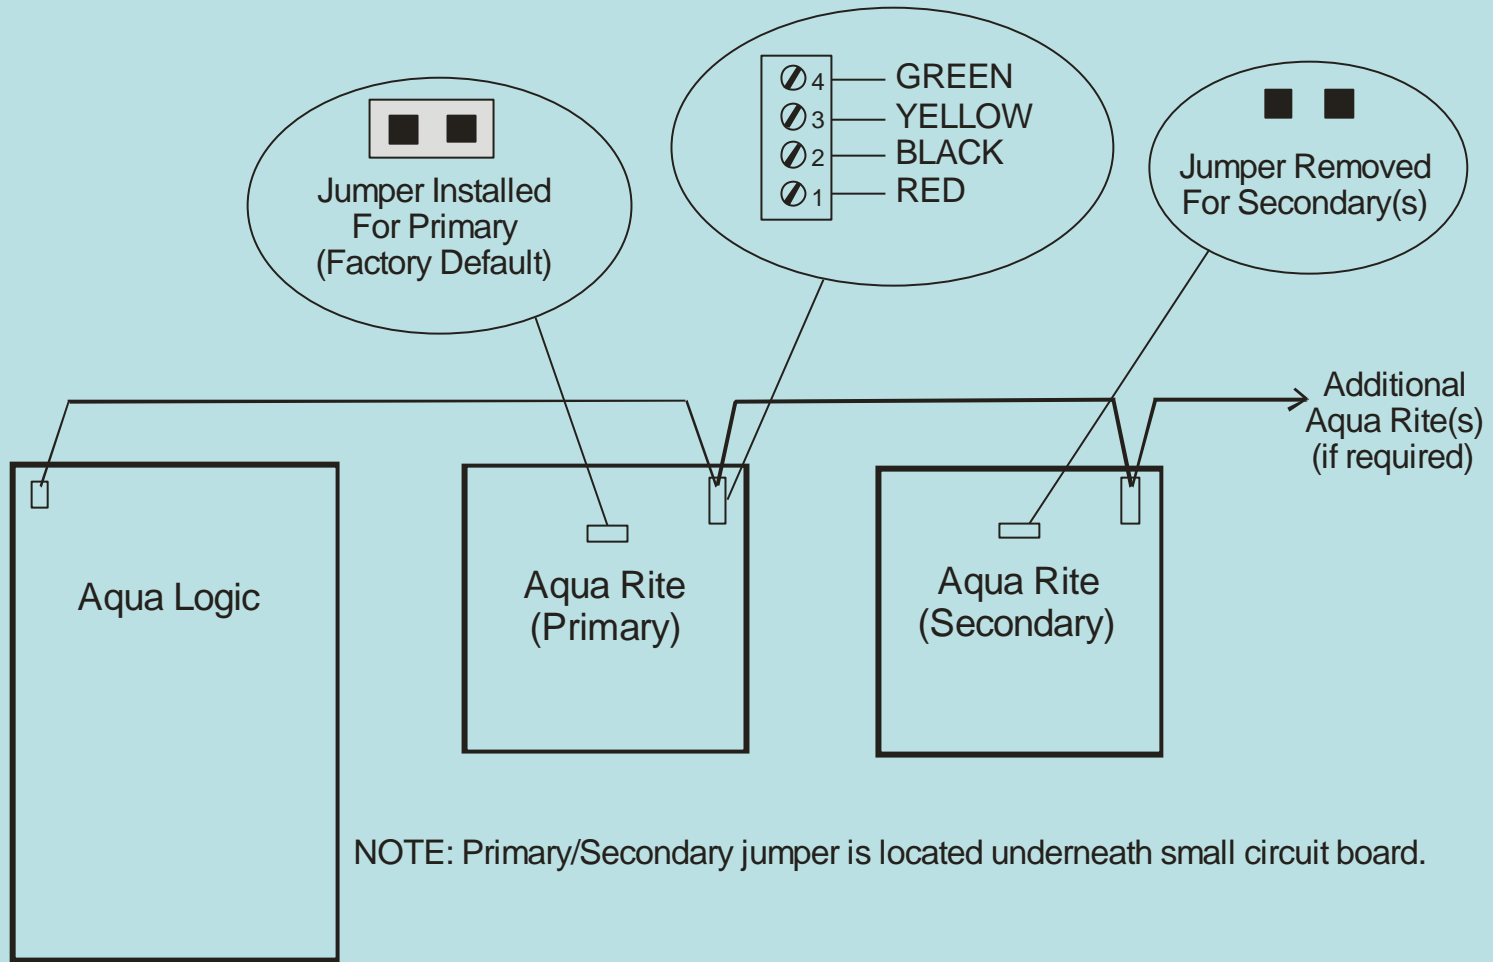 Jumper Installed
For Primary
(Factory Default)
4 GREEN
3 YELLOW
2 BLACK
1 RED
Jumper Removed
For Secondary(s)
Additional
Aqua Rite(s)
(if required)
Aqua Logic
Aqua Rite
(Primary)
Aqua Rite
(Secondary)
NOTE: Primary/Secondary jumper is located underneath small circuit board.